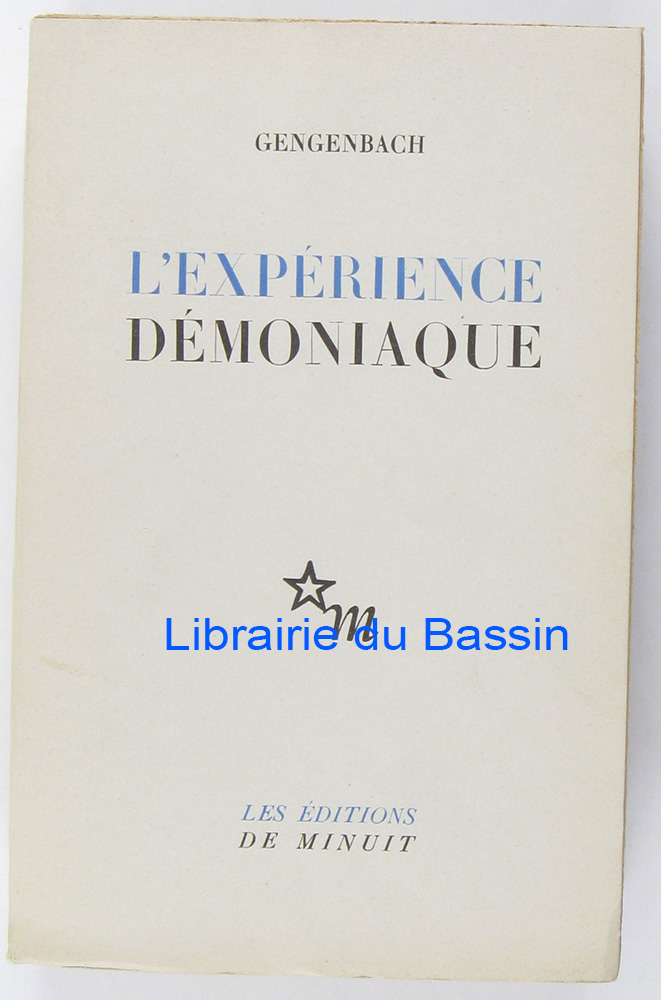 GENGENBACH
L'EXPÉRIENCE
DÉMONIAQUE
m
Librairie du Bassin
LES ÉDITIONS
DE MINUIT